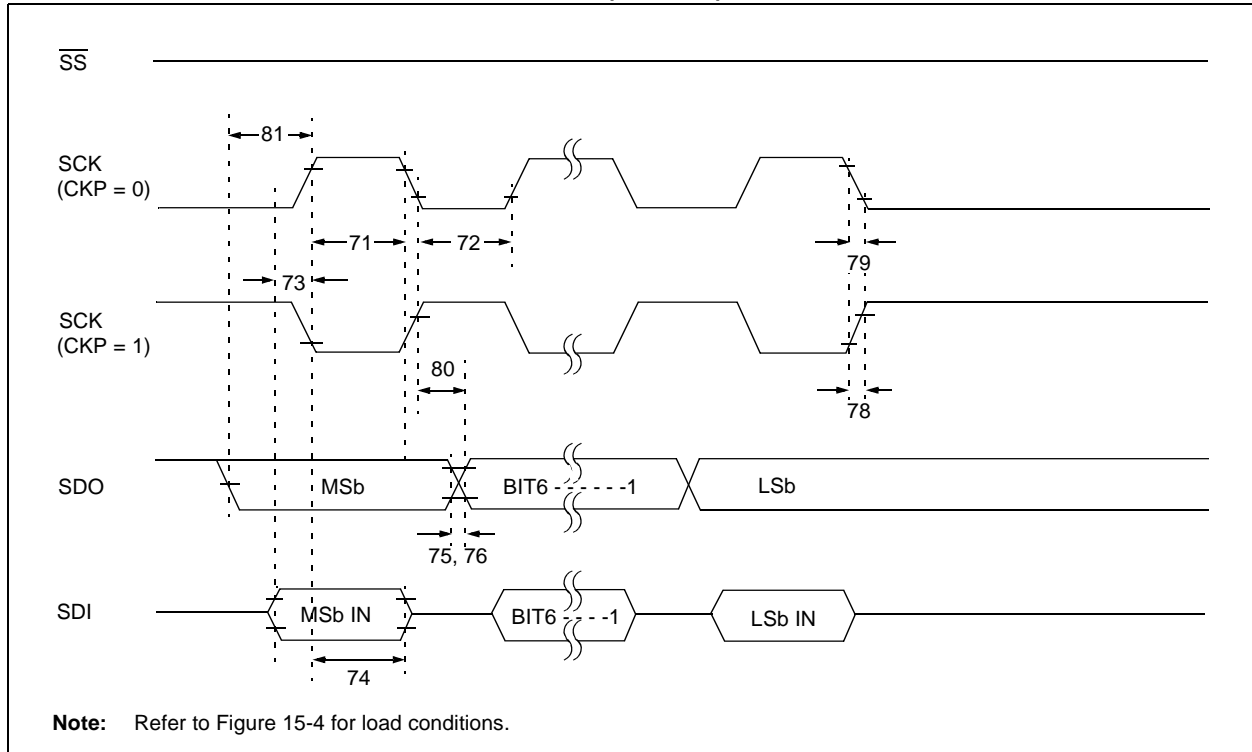 SS
81
SCK
(CKP = 0)
71
72
79
73
SCK
(CKP = 1)
80
78
SDO
MSb
BIT6 - - - - - - -1
LSb
75, 76
SDI
MSb IN
BIT6 - - - -1
LSb IN
74
Note: Refer to Figure 15-4 for load conditions.